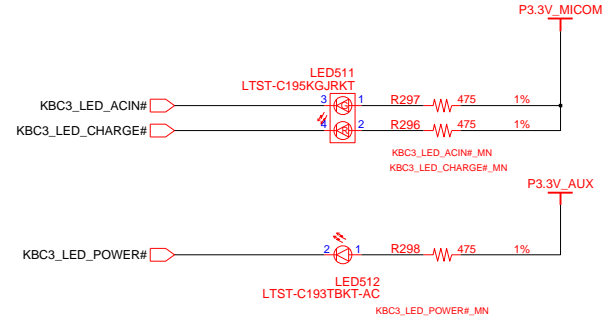 P3.3V_MICOM
LED511
LTST-C195KGJRKT
KBC3_LED_ACIN# 3 G 1 R297 475 1%
KBC3_LED_CHARGE# 4 R 2 R296 475 1%
KBC3_LED_ACIN#_MN
KBC3_LED_CHARGE#_MN
P3.3V_AUX
KBC3_LED_POWER# 2 1 R298 475 1%
LED512
LTST-C193TBKT-AC
KBC3_LED_POWER#_MN